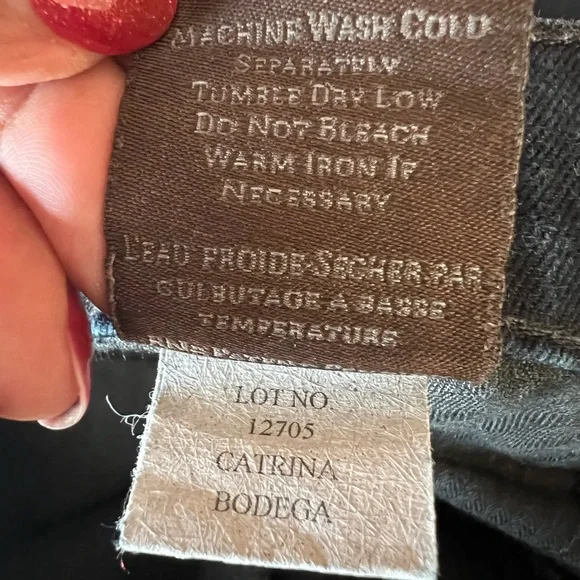 MACHINE WASH COLD
SEPARATELY
TUMBLE DRY LOW
DO NOT BLEACH
WARM IRON IF
NECESSARY
L'EAU FROIDE-SECHER-PAR
CULBUTAGE A BASSE
TEMPERATURE
LOT NO.
12705
CATRINA
BODEGA